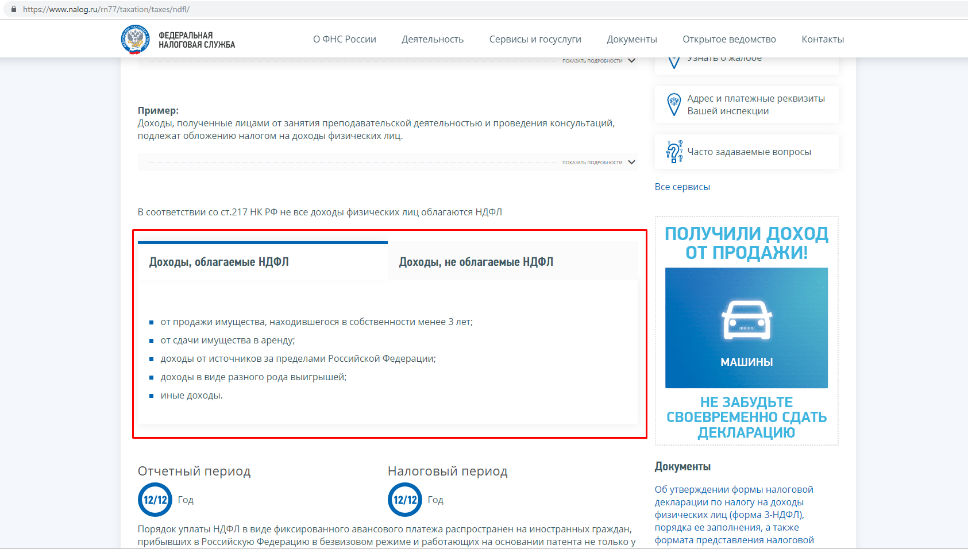 https://www.nalog.ru/rn77/taxation/taxes/ndfl/
ФЕДЕРАЛЬНАЯ
НАЛОГОВАЯ СЛУЖБА
О ФНС России
Деятельность
Сервисы и госуслуги
Документы
Открытое ведомство
Контакты
ПОКАЗАТЬ ПОДРОБНОСТИ
Пример:
Доходы, полученные лицами от занятия преподавательской деятельностью и проведения консультаций,
подлежат обложению налогом на доходы физических лиц.
ПОКАЗАТЬ ПОДРОБНОСТИ
В соответствии со ст.217 НК РФ не все доходы физических лиц облагаются НДФЛ
Доходы, облагаемые НДФЛ
Доходы, не облагаемые НДФЛ
от продажи имущества, находившегося в собственности менее 3 лет;
от сдачи имущества в аренду;
доходы от источников за пределами Российской Федерации;
доходы в виде разного рода выигрышей;
иные доходы.
Отчетный период
12/12 Год
Налоговый период
12/12 Год
Порядок уплаты НДФЛ в виде фиксированного авансового платежа распространен на иностранных граждан,
прибывших в Российскую Федерацию в безвизовом режиме и работающих на основании патента не только у
Узнать о жалобе
Адрес и платежные реквизиты
Вашей инспекции
Часто задаваемые вопросы
Все сервисы
ПОЛУЧИЛИ ДОХОД
ОТ ПРОДАЖИ!
МАШИНЫ
НЕ ЗАБУДЬТЕ
СВОЕВРЕМЕННО СДАТЬ
ДЕКЛАРАЦИЮ
Документы
Об утверждении формы налоговой
декларации по налогу на доходы
физических лиц (форма 3-НДФЛ),
порядка ее заполнения, а также
формата представления налоговой